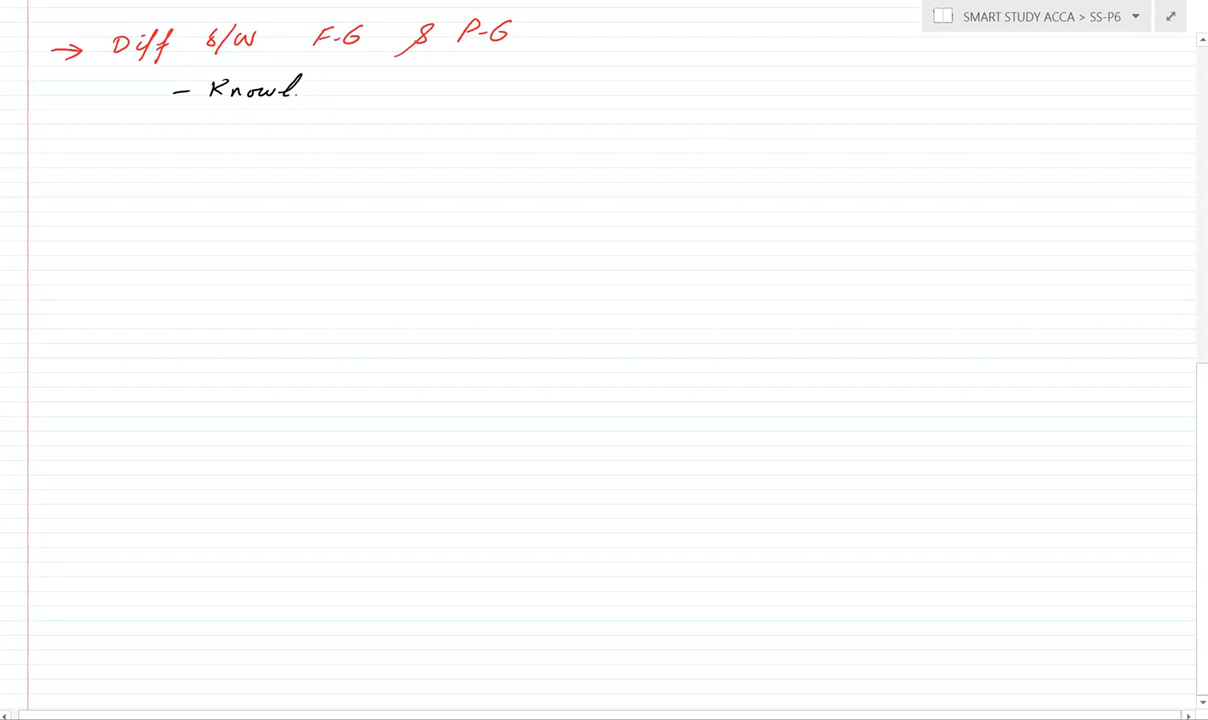 SMART STUDY ACCA > SS-P6
→ Diff b/w F-G & P-G
- Knowl